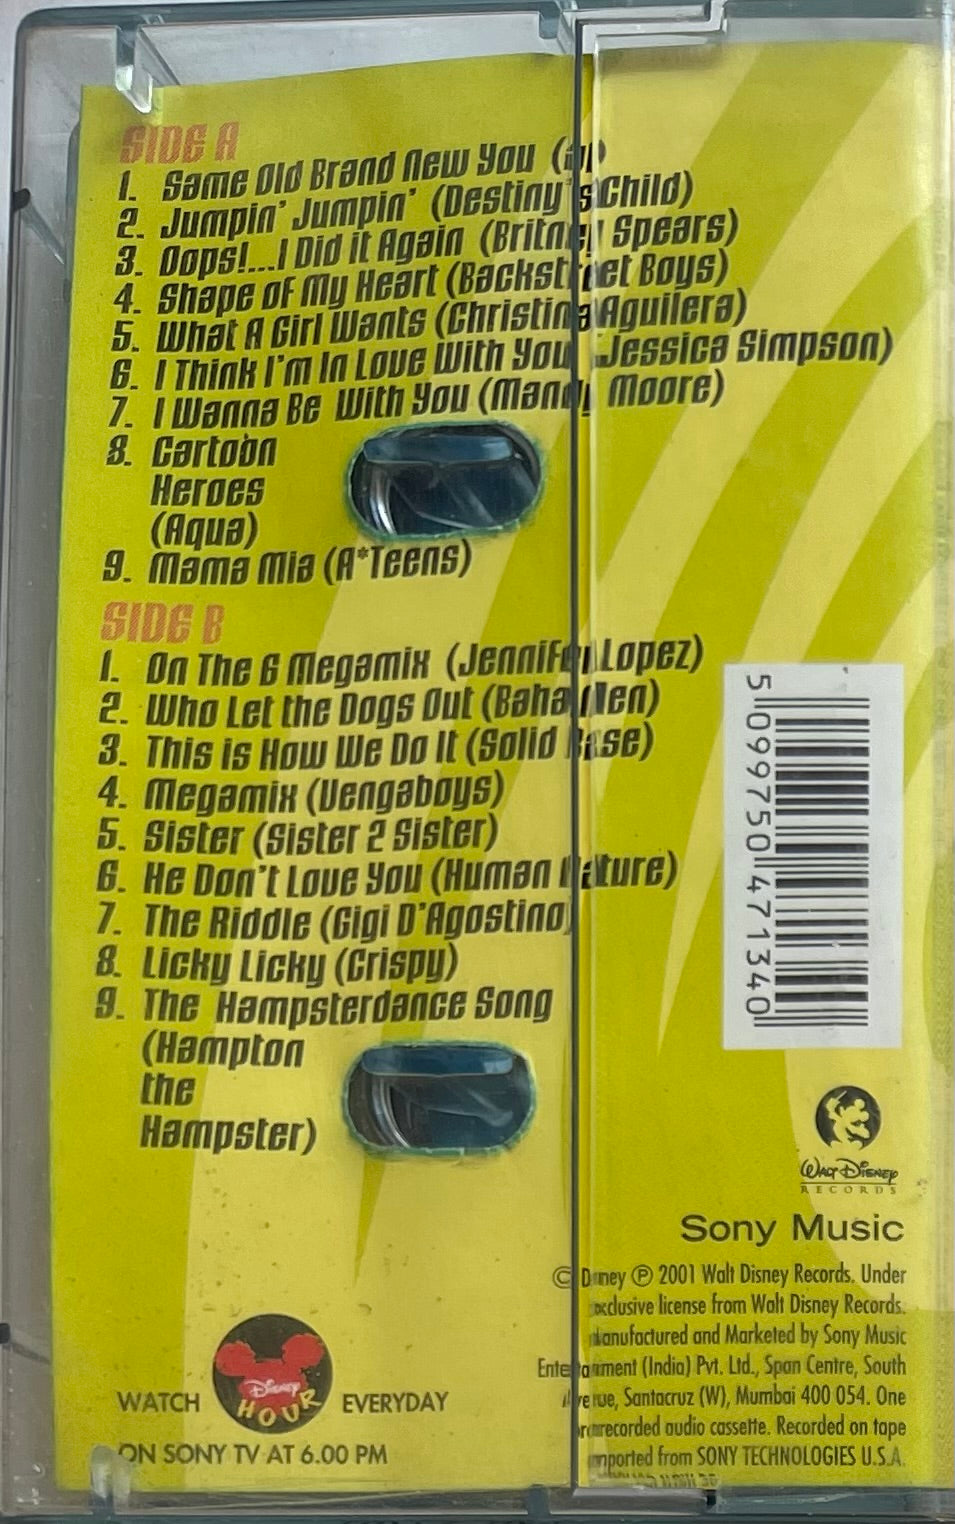 SIDE A
1. Same Old Brand New You
2. Jumpin' Jumpin' (Destiny's Child)
3. Oops!...I Did it Again (Britney Spears)
4. Shape of My Heart (Backstreet Boys)
5. What A Girl Wants (Christina Aguilera)
6. I Think I'm In Love With You (Jessica Simpson)
7. I Wanna Be With You (Mandy Moore)
8. Cartoon
Heroes
(Aqua)
9. Mama Mia (A*Teens)
SIDE B
1. On The 6 Megamix (Jennifer Lopez)
2. Who Let the Dogs Out (Baha Men)
3. This is How We Do It (Solid Base)
4. Megamix (Vengaboys)
5. Sister (Sister 2 Sister)
6. He Don't Love You (Human Nature)
7. The Riddle (Gigi D'Agostino)
8. Licky Licky (Crispy)
9. The Hampsterdance Song
(Hampton
the
Hampster)
5 099750 471340
WALT DISNEY
RECORDS
Sony Music
© Disney ℗ 2001 Walt Disney Records. Under
exclusive license from Walt Disney Records.
Manufactured and Marketed by Sony Music
Entertainment (India) Pvt. Ltd., Span Centre, South
Avenue, Santacruz (W), Mumbai 400 054. One
prerecorded audio cassette. Recorded on tape
imported from SONY TECHNOLOGIES U.S.A.
WATCH Disney HOUR EVERYDAY
ON SONY TV AT 6.00 PM